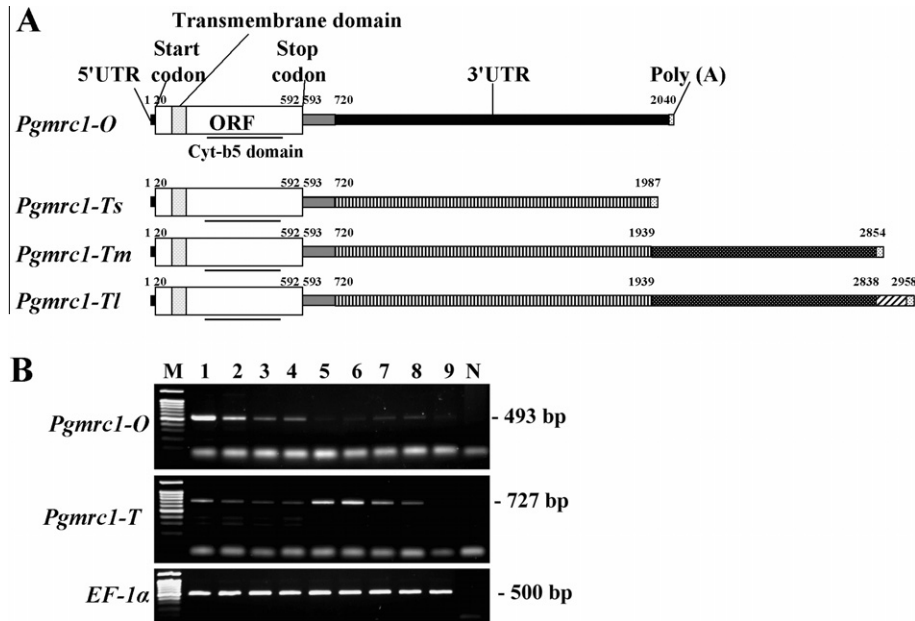 A
Transmembrane domain
Start codon
Stop codon
5'UTR
3'UTR
Poly (A)
1 20 592 593 720 2040
Pgmrc1-O
ORF
Cyt-b5 domain
1 20 592 593 720 1987
Pgmrc1-Ts
1 20 592 593 720 1939 2854
Pgmrc1-Tm
1 20 592 593 720 1939 2838 2958
Pgmrc1-Tl
B
M 1 2 3 4 5 6 7 8 9 N
Pgmrc1-O - 493 bp
Pgmrc1-T - 727 bp
EF-1α - 500 bp